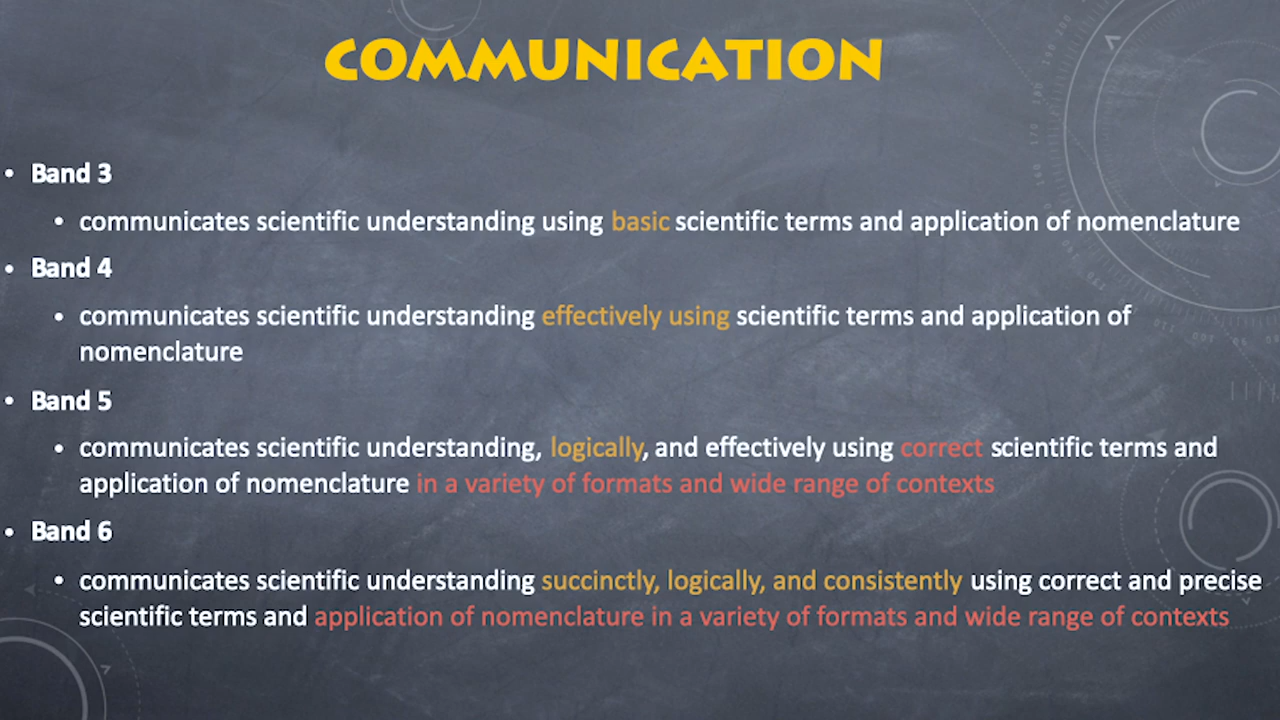 COMMUNICATION
• Band 3
• communicates scientific understanding using basic scientific terms and application of nomenclature
• Band 4
• communicates scientific understanding effectively using scientific terms and application of
nomenclature
• Band 5
• communicates scientific understanding, logically, and effectively using correct scientific terms and
application of nomenclature in a variety of formats and wide range of contexts
• Band 6
• communicates scientific understanding succinctly, logically, and consistently using correct and precise
scientific terms and application of nomenclature in a variety of formats and wide range of contexts